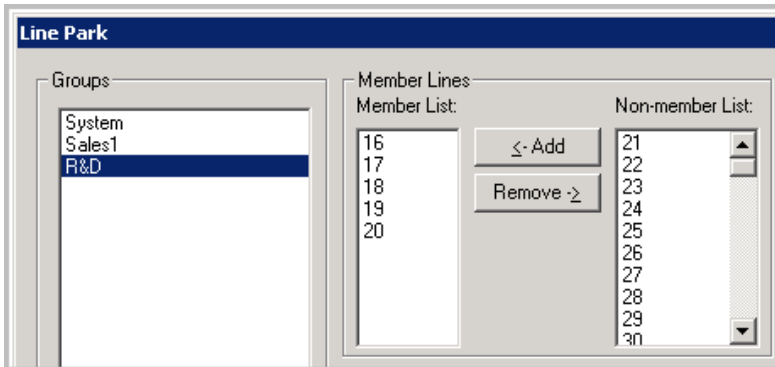 Line Park
Groups
System
Sales1
R&D
Member Lines
Member List:
16
17
18
19
20
<- Add
Remove ->
Non-member List:
21
22
23
24
25
26
27
28
29
30